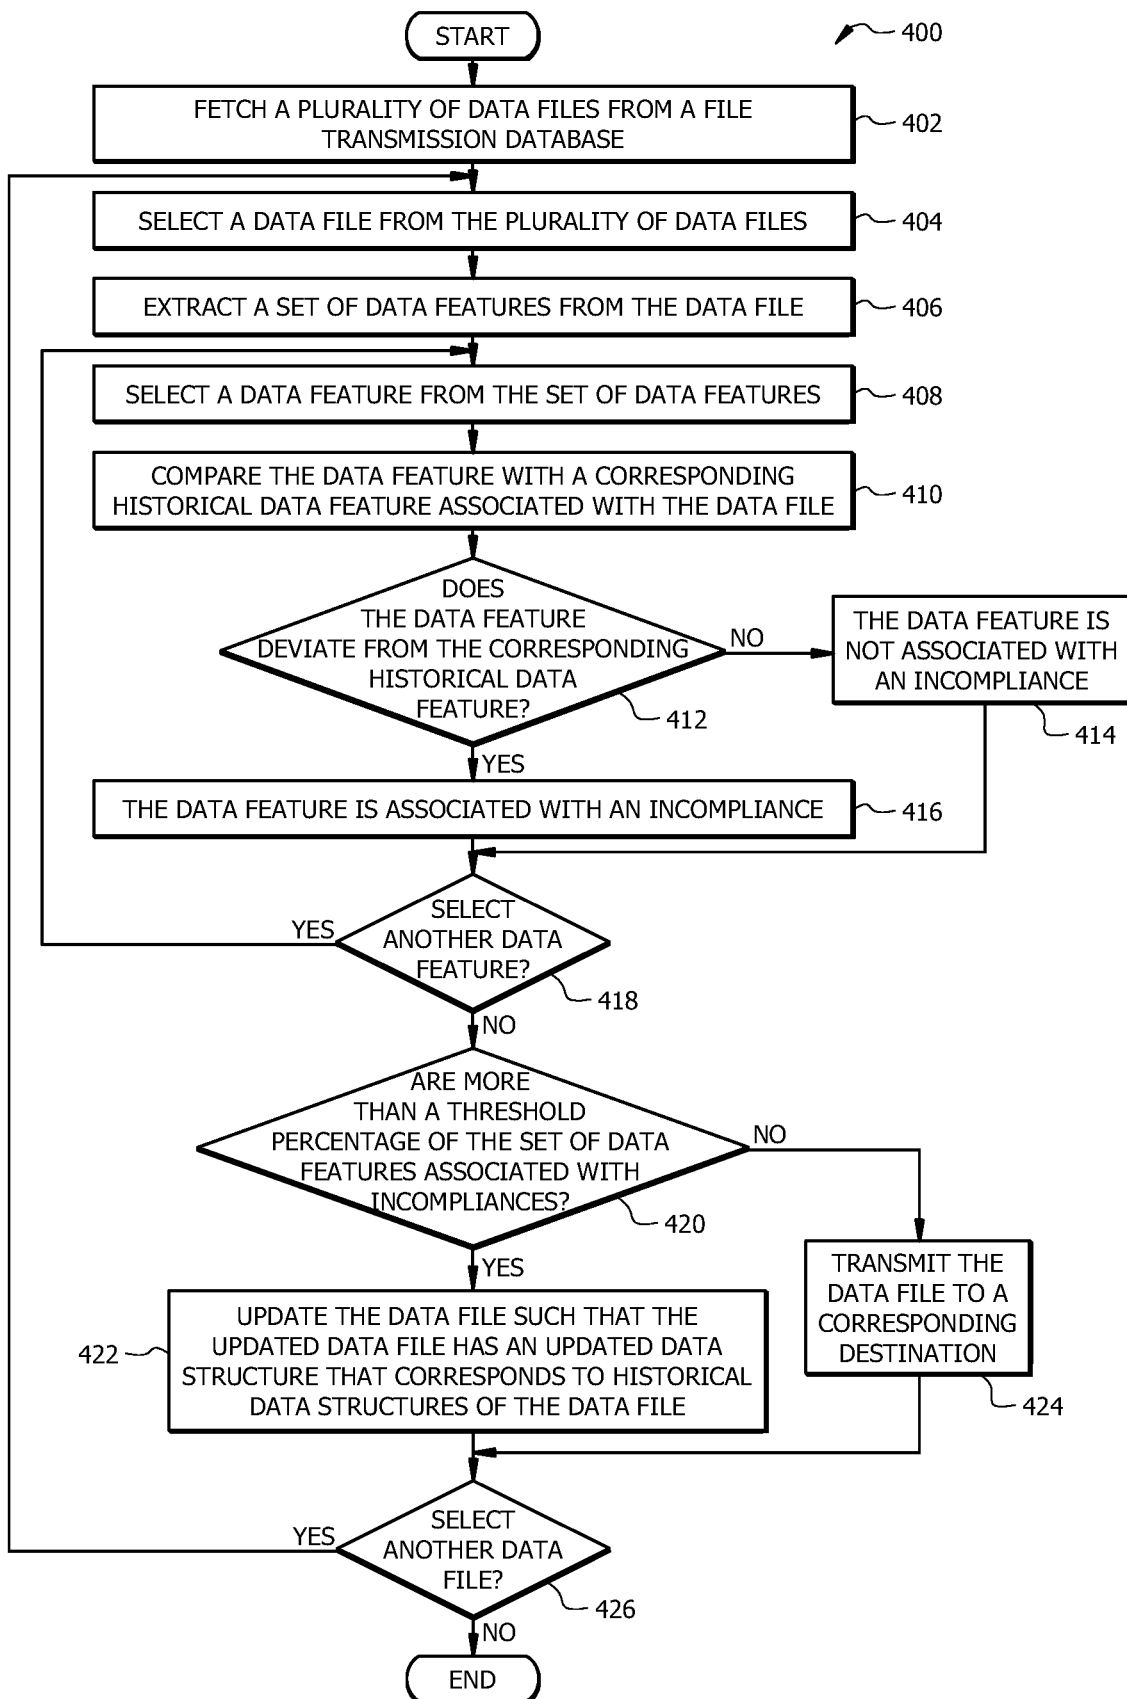 START
400
FETCH A PLURALITY OF DATA FILES FROM A FILE
TRANSMISSION DATABASE
402
SELECT A DATA FILE FROM THE PLURALITY OF DATA FILES
404
EXTRACT A SET OF DATA FEATURES FROM THE DATA FILE
406
SELECT A DATA FEATURE FROM THE SET OF DATA FEATURES
408
COMPARE THE DATA FEATURE WITH A CORRESPONDING
HISTORICAL DATA FEATURE ASSOCIATED WITH THE DATA FILE
410
DOES
THE DATA FEATURE
DEVIATE FROM THE CORRESPONDING
HISTORICAL DATA
FEATURE?
412
NO
THE DATA FEATURE IS
NOT ASSOCIATED WITH
AN INCOMPLIANCE
414
YES
THE DATA FEATURE IS ASSOCIATED WITH AN INCOMPLIANCE
416
SELECT
ANOTHER DATA
FEATURE?
YES
418
NO
ARE MORE
THAN A THRESHOLD
PERCENTAGE OF THE SET OF DATA
FEATURES ASSOCIATED WITH
INCOMPLIANCES?
NO
420
YES
TRANSMIT THE
DATA FILE TO A
CORRESPONDING
DESTINATION
424
UPDATE THE DATA FILE SUCH THAT THE
UPDATED DATA FILE HAS AN UPDATED DATA
STRUCTURE THAT CORRESPONDS TO HISTORICAL
DATA STRUCTURES OF THE DATA FILE
422
SELECT
ANOTHER DATA
FILE?
YES
426
NO
END